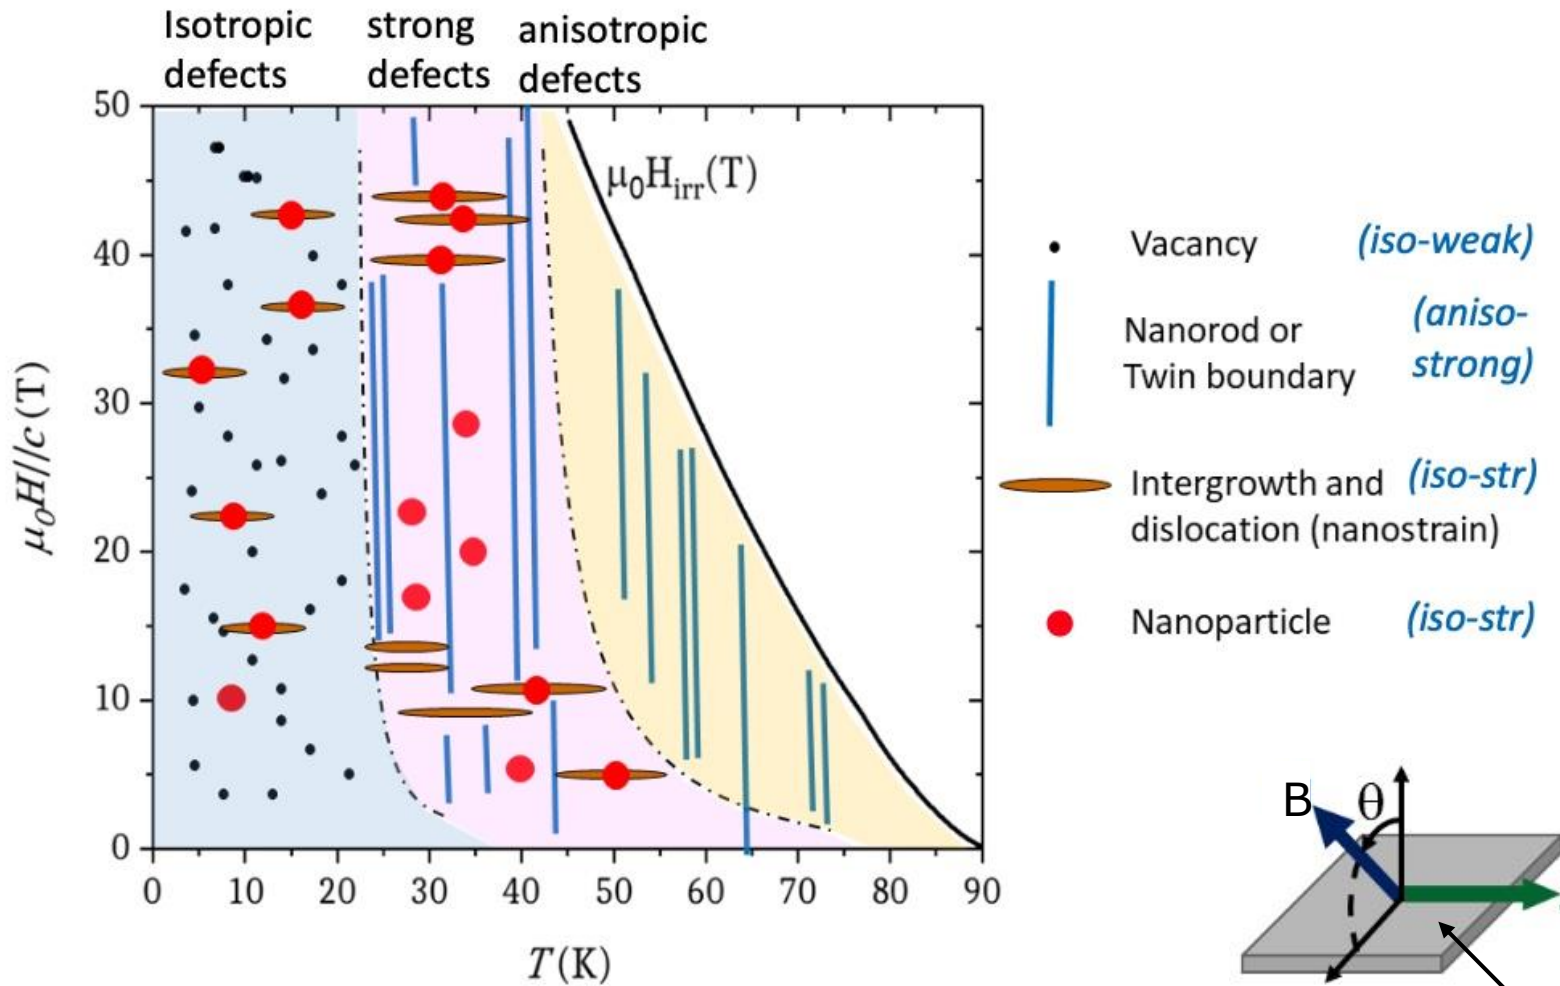 Isotropic
defects
strong
defects
anisotropic
defects
50
40
30
20
10
0
μ₀H//c (T)
μ₀Hirr(T)
0 10 20 30 40 50 60 70 80 90
T (K)
Vacancy (iso-weak)
Nanorod or
Twin boundary
(aniso-
strong)
Intergrowth and (iso-str)
dislocation (nanostrain)
Nanoparticle (iso-str)
B
θ